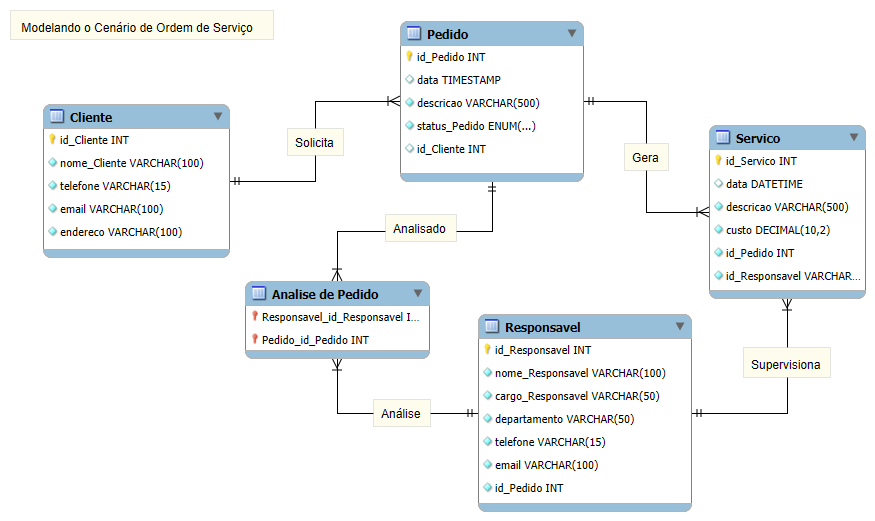 Modelando o Cenário de Ordem de Serviço
Pedido
id_Pedido INT
data TIMESTAMP
descricao VARCHAR(500)
status_Pedido ENUM(...)
id_Cliente INT
Cliente
id_Cliente INT
nome_Cliente VARCHAR(100)
telefone VARCHAR(15)
email VARCHAR(100)
endereco VARCHAR(100)
Solicita
Gera
Servico
id_Servico INT
data DATETIME
descricao VARCHAR(500)
custo DECIMAL(10,2)
id_Pedido INT
id_Responsavel VARCHAR...
Analisado
Analise de Pedido
Responsavel_id_Responsavel I...
Pedido_id_Pedido INT
Responsavel
id_Responsavel INT
nome_Responsavel VARCHAR(100)
cargo_Responsavel VARCHAR(50)
departamento VARCHAR(50)
telefone VARCHAR(15)
email VARCHAR(100)
id_Pedido INT
Supervisiona
Análise